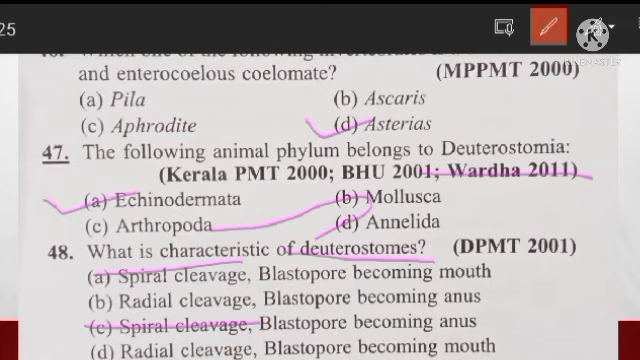 25
and enterocoelous coelomate? (MPPMT 2000)
(a) Pila (b) Ascaris
(c) Aphrodite (d) Asterias
47. The following animal phylum belongs to Deuterostomia:
(Kerala PMT 2000; BHU 2001; Wardha 2011)
(a) Echinodermata (b) Mollusca
(c) Arthropoda (d) Annelida
48. What is characteristic of deuterostomes? (DPMT 2001)
(a) Spiral cleavage, Blastopore becoming mouth
(b) Radial cleavage, Blastopore becoming anus
(c) Spiral cleavage, Blastopore becoming anus
(d) Radial cleavage, Blastopore becoming mouth